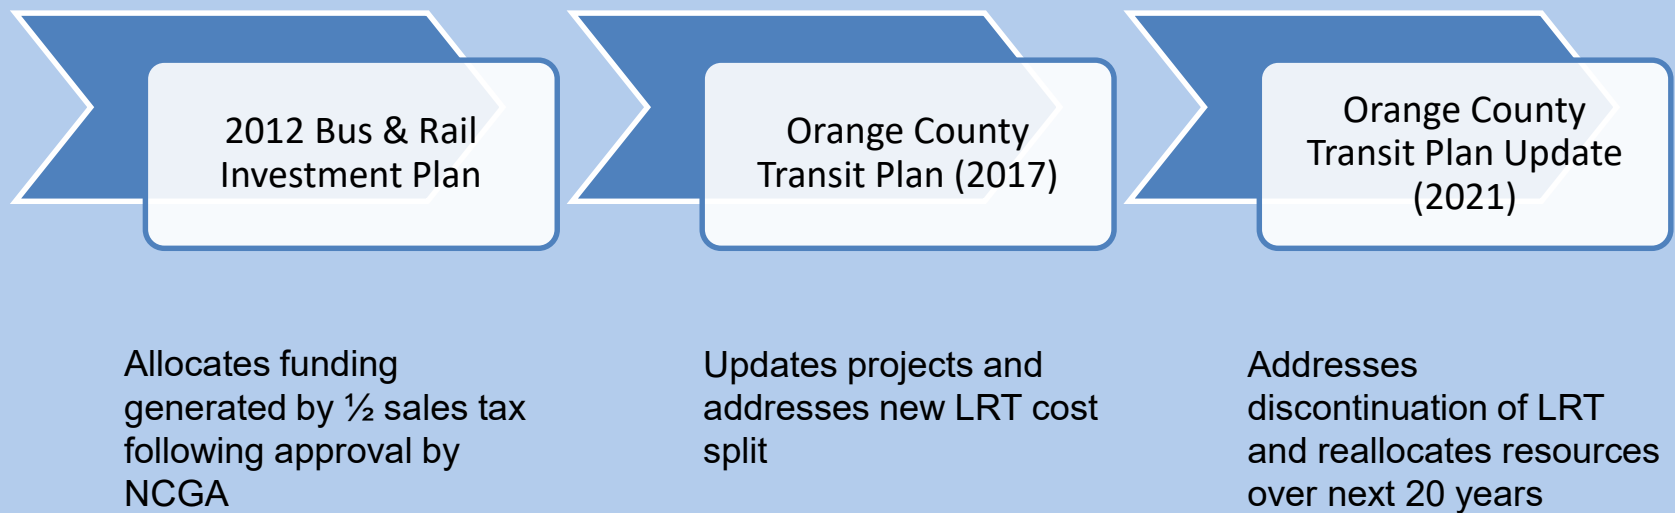 2012 Bus & Rail
Investment Plan
Orange County
Transit Plan (2017)
Orange County
Transit Plan Update
(2021)
Allocates funding
generated by ½ sales tax
following approval by
NCGA
Updates projects and
addresses new LRT cost
split
Addresses
discontinuation of LRT
and reallocates resources
over next 20 years